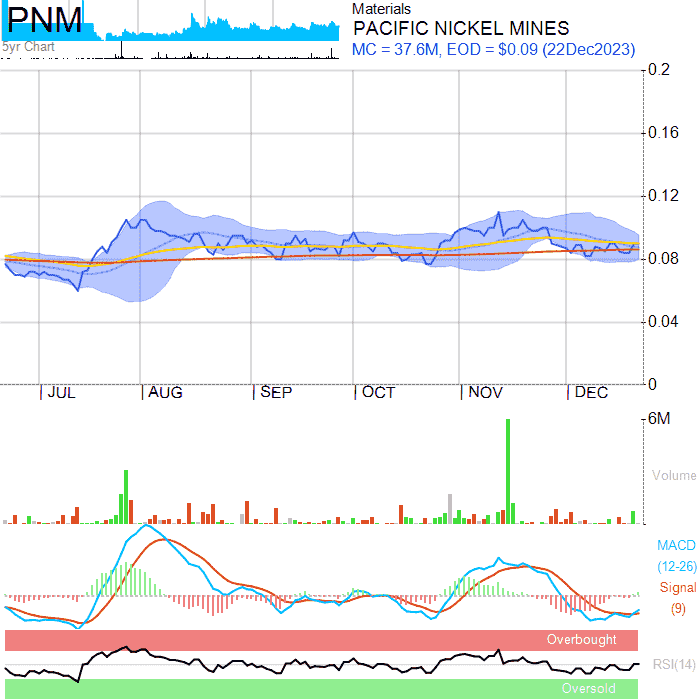 PNM
5yr Chart
Materials
PACIFIC NICKEL MINES
MC = 37.6M, EOD = $0.09 (22Dec2023)
0.2
0.16
0.12
0.08
0.04
0
JUL AUG SEP OCT NOV DEC
6M
Volume
MACD
(12-26)
Signal
(9)
Overbought
RSI(14)
Oversold